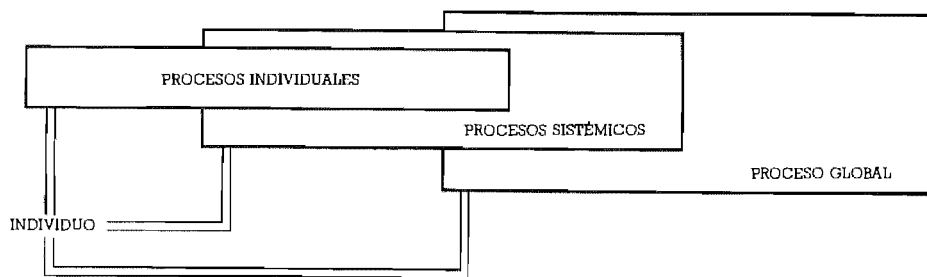 PROCESOS INDIVIDUALES
PROCESOS SISTÉMICOS
PROCESO GLOBAL
INDIVIDUO